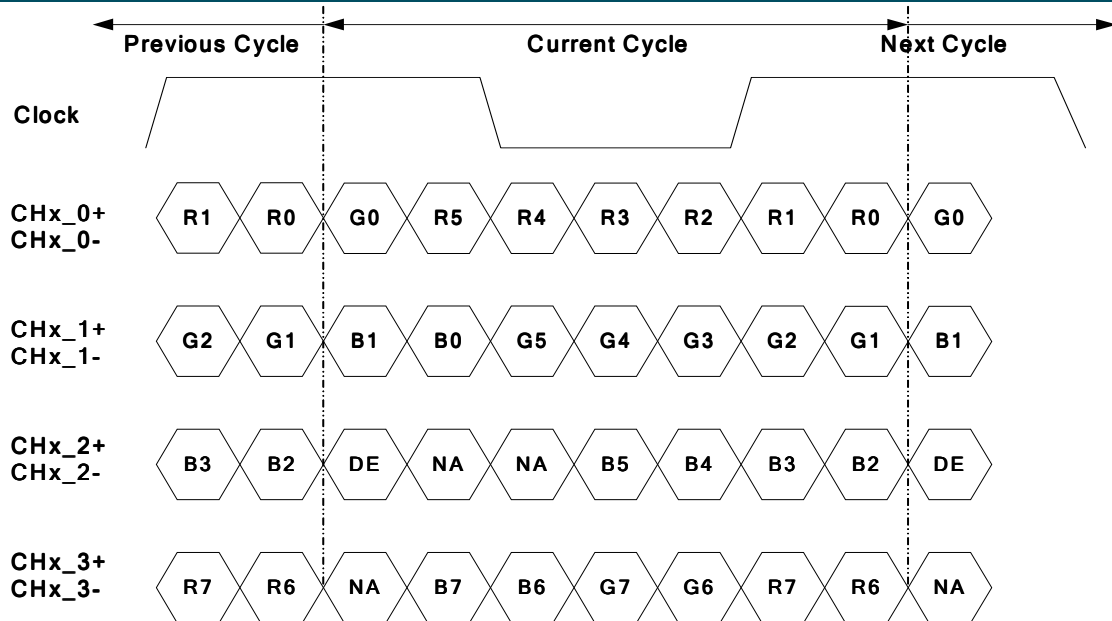 Previous Cycle Current Cycle Next Cycle
Clock
CHx_0+ R1 R0 G0 R5 R4 R3 R2 R1 R0 G0
CHx_0-
CHx_1+ G2 G1 B1 B0 G5 G4 G3 G2 G1 B1
CHx_1-
CHx_2+ B3 B2 DE NA NA B5 B4 B3 B2 DE
CHx_2-
CHx_3+ R7 R6 NA B7 B6 G7 G6 R7 R6 NA
CHx_3-